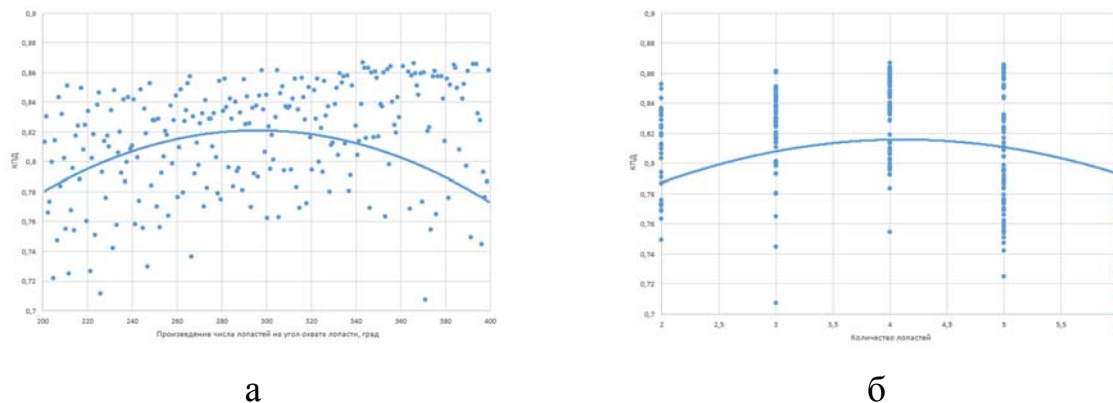 0,9
0,88
0,86
0,84
0,82
0,8
0,78
0,76
0,74
0,72
0,7
КПД
200 220 240 260 280 300 320 340 360 380 400
Произведение числа лопастей на угол охвата лопасти, град
а
0,9
0,88
0,86
0,84
0,82
0,8
0,78
0,76
0,74
0,72
0,7
КПД
2 2,5 3 3,5 4 4,5 5 5,5
Количество лопастей
б